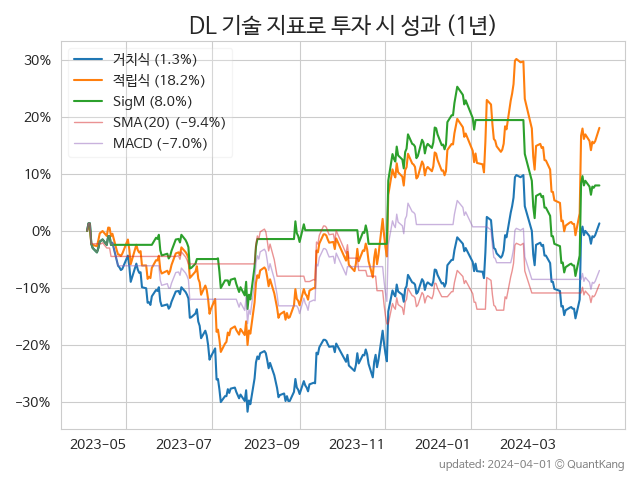 DL 기술 지표로 투자 시 성과 (1년)
30%
20%
10%
0%
−10%
−20%
−30%
거치식 (1.3%)
적립식 (18.2%)
SigM (8.0%)
SMA(20) (−9.4%)
MACD (−7.0%)
2023-05 2023-07 2023-09 2023-11 2024-01 2024-03
updated: 2024-04-01 © QuantKang